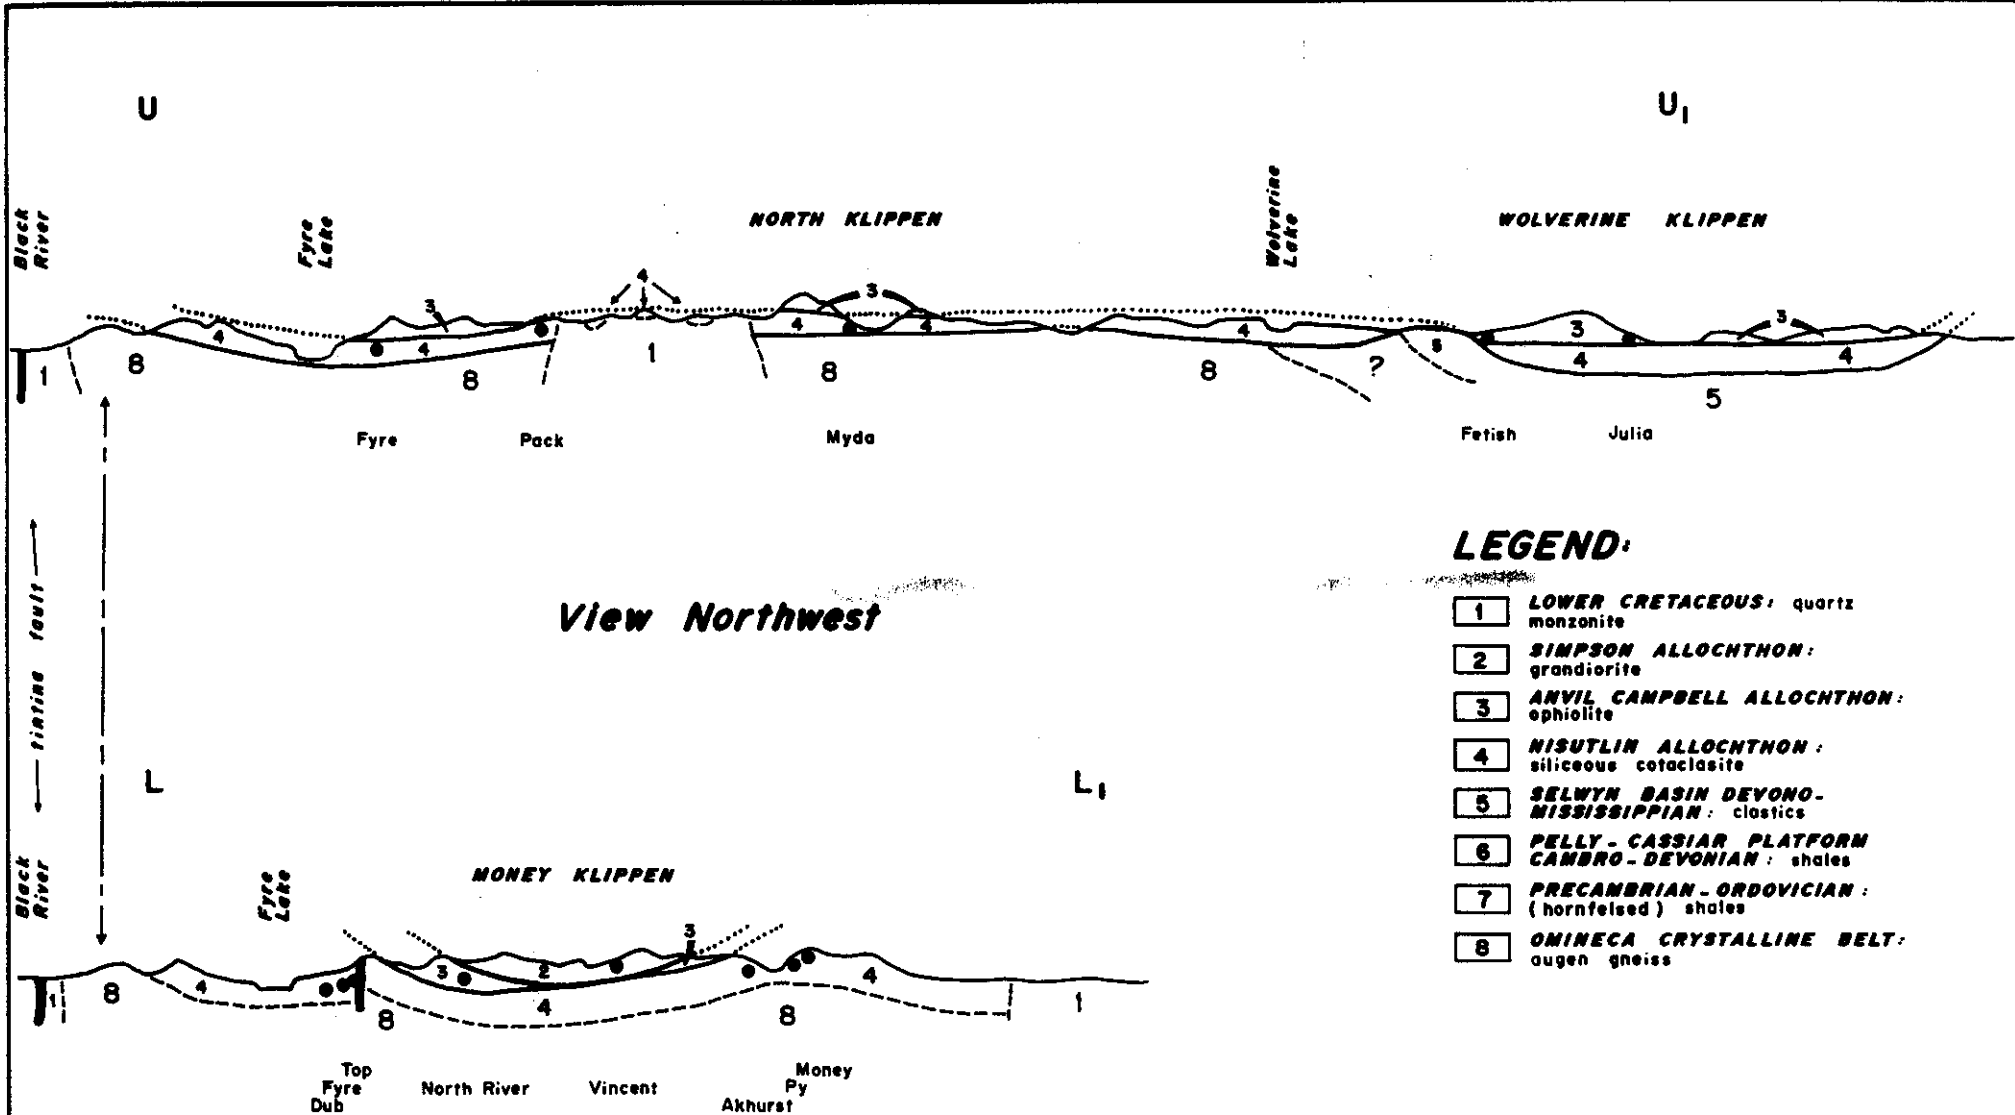 U
U1
Black
River
Fyre
Lake
NORTH KLIPPEN
Wolverine
Lake
WOLVERINE KLIPPEN
4
3
3
3
3
4
4
4
4
4
5
4
4
1
8
8
1
8
8
?
5
Fyre
Pack
Myda
Fetish
Julia
tintine fault
View Northwest
LEGEND:
1 LOWER CRETACEOUS: quartz
monzonite
2 SIMPSON ALLOCHTHON:
grandiorite
3 ANVIL CAMPBELL ALLOCHTHON:
ophiolite
4 NISUTLIN ALLOCHTHON:
siliceous cataclasite
5 SELWYN BASIN DEVONO-
MISSISSIPPIAN: clastics
6 PELLY-CASSIAR PLATFORM
CAMBRO-DEVONIAN: shales
7 PRECAMBRIAN-ORDOVICIAN:
(hornfelsed) shales
8 OMINECA CRYSTALLINE BELT:
augen gneiss
L
L1
Black
River
Fyre
Lake
MONEY KLIPPEN
3
1
8
4
3
2
4
8
4
8
1
Top
Fyre
Dub
North River
Vincent
Money
Py
Akhurst